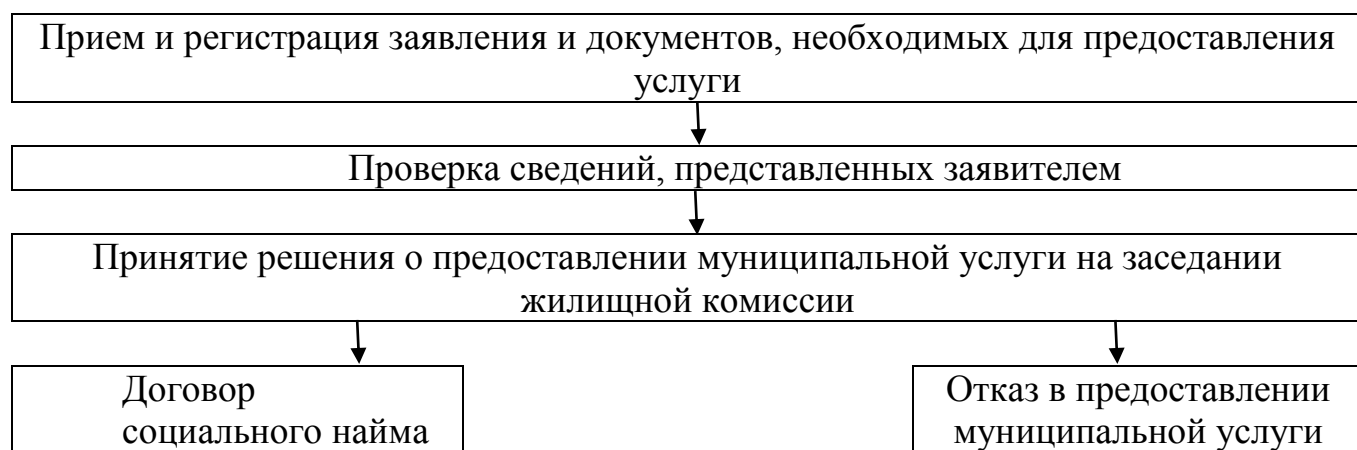 Прием и регистрация заявления и документов, необходимых для предоставления
услуги
Проверка сведений, представленных заявителем
Принятие решения о предоставлении муниципальной услуги на заседании
жилищной комиссии
Договор
социального найма
Отказ в предоставлении
муниципальной услуги